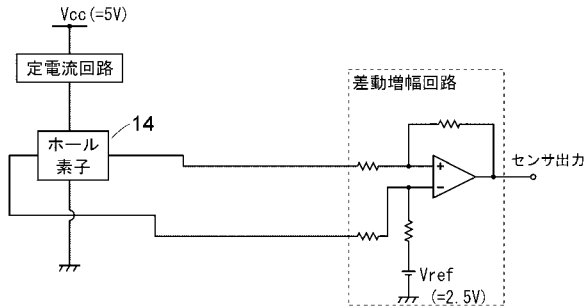 Vcc(=5V)
定電流回路
14
ホール
素子
差動増幅回路
+
-
センサ出力
Vref
(=2.5V)